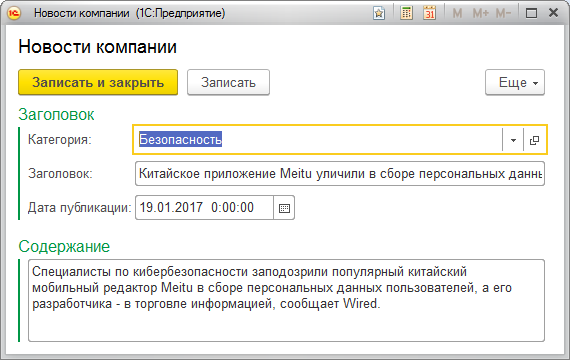 Новости компании (1С:Предприятие)
31 M M+ M-
Новости компании
Записать и закрыть Записать Еще
Заголовок
Категория: Безопасность
Заголовок: Китайское приложение Meitu уличили в сборе персональных данны
Дата публикации: 19.01.2017 0:00:00
Содержание
Специалисты по кибербезопасности заподозрили популярный китайский
мобильный редактор Meitu в сборе персональных данных пользователей, а его
разработчика - в торговле информацией, сообщает Wired.